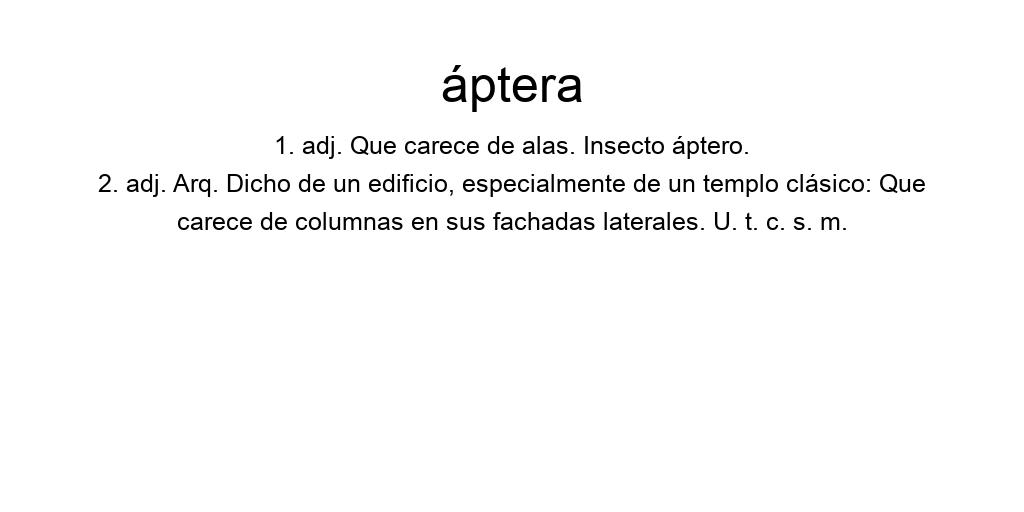 áptera
1. adj. Que carece de alas. Insecto áptero.
2. adj. Arq. Dicho de un edificio, especialmente de un templo clásico: Que
carece de columnas en sus fachadas laterales. U. t. c. s. m.